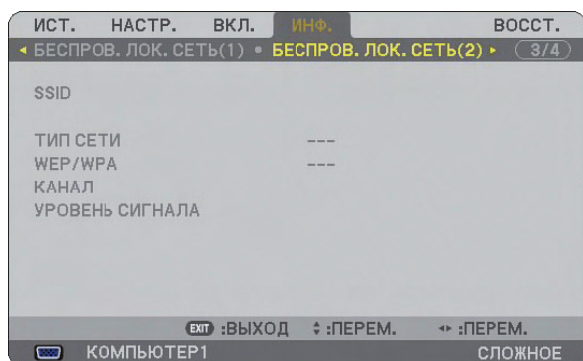 ИСТ. НАСТР. ВКЛ. ИНФ. ВОССТ.
БЕСПРОВ. ЛОК. СЕТЬ(1) • БЕСПРОВ. ЛОК. СЕТЬ(2) 3/4
SSID
ТИП СЕТИ ---
WEP/WPA ---
КАНАЛ
УРОВЕНЬ СИГНАЛА
EXIT :ВЫХОД :ПЕРЕМ. :ПЕРЕМ.
КОМПЬЮТЕР1 СЛОЖНОЕ